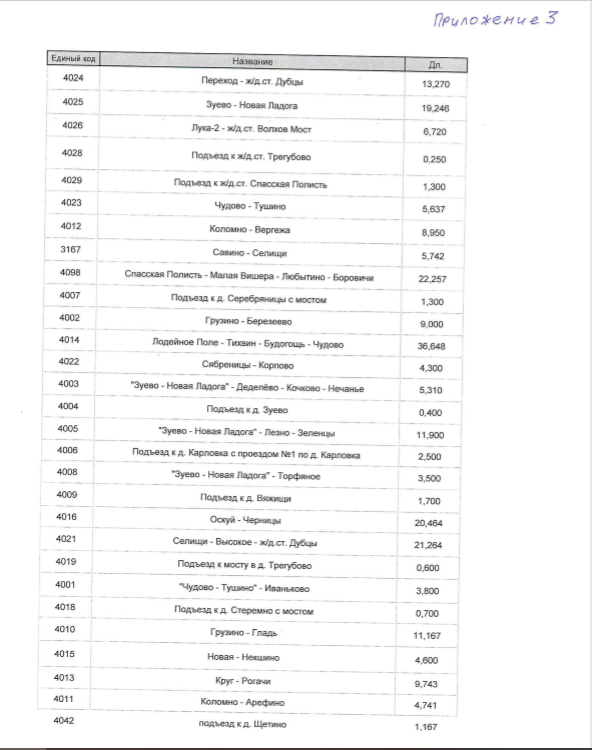 Приложение 3
Единый код Название Дл.
4024 Переход - ж/д.ст. Дубцы 13,270
4025 Зуево - Новая Ладога 19,246
4026 Лука-2 - ж/д.ст. Волхов Мост 6,720
4028 Подъезд к ж/д.ст. Трегубово 0,250
4029 Подъезд к ж/д.ст. Спасская Полисть 1,300
4023 Чудово - Тушино 5,637
4012 Коломно - Вергежа 8,950
3167 Савино - Селищи 5,742
4098 Спасская Полисть - Малая Вишера - Любытино - Боровичи 22,257
4007 Подъезд к д. Серебряницы с мостом 1,300
4002 Грузино - Березеево 9,000
4014 Лодейное Поле - Тихвин - Будогощь - Чудово 36,648
4022 Сябреницы - Корпово 4,300
4003 "Зуево - Новая Ладога" - Деделёво - Кочково - Нечанье 5,310
4004 Подъезд к д. Зуево 0,400
4005 "Зуево - Новая Ладога" - Лезно - Зеленцы 11,900
4006 Подъезд к д. Карловка с проездом №1 по д. Карловка 2,500
4008 "Зуево - Новая Ладога" - Торфяное 3,500
4009 Подъезд к д. Вяжищи 1,700
4016 Оскуй - Черницы 20,464
4021 Селищи - Высокое - ж/д.ст. Дубцы 21,264
4019 Подъезд к мосту в д. Трегубово 0,600
4001 "Чудово - Тушино" - Иваньково 3,800
4018 Подъезд к д. Стеремно с мостом 0,700
4010 Грузино - Гладь 11,167
4015 Новая - Некшино 4,600
4013 Круг - Рогачи 9,743
4011 Коломно - Арефино 4,741
4042 подъезд к д. Щетино 1,167